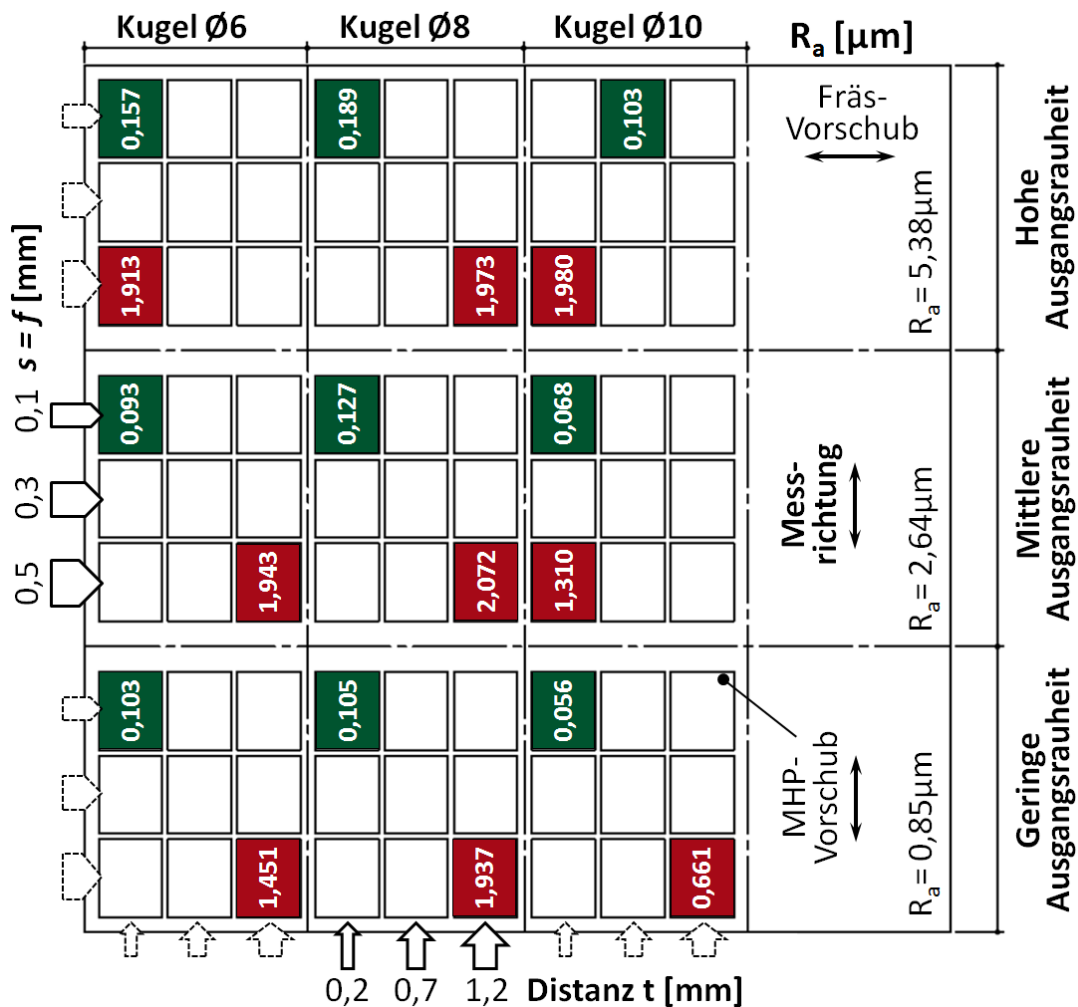 Kugel Ø6
Kugel Ø8
Kugel Ø10
Rₐ [µm]
0,157
0,189
0,103
Fräs-
Vorschub
1,913
1,973
1,980
Rₐ = 5,38µm
Hohe
Ausgangsrauheit
s = f [mm]
0,1
0,3
0,5
0,093
0,127
0,068
1,943
2,072
1,310
Mess-
richtung
Rₐ = 2,64µm
Mittlere
Ausgangsrauheit
0,103
0,105
0,056
1,451
1,937
0,661
MHP-
Vorschub
Rₐ = 0,85µm
Geringe
Ausgangsrauheit
0,2 0,7 1,2 Distanz t [mm]